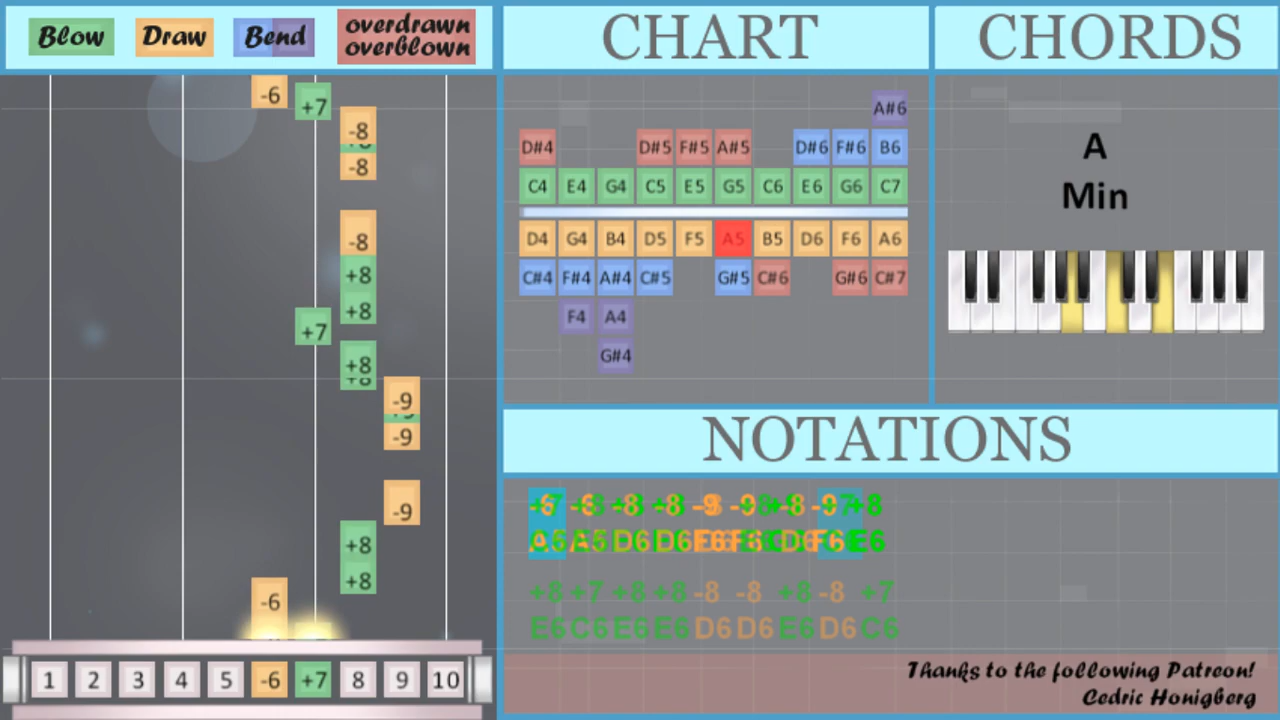 Blow Draw Bend overdrawn
overblown
CHART
CHORDS
-6
+7
-8
-8
-8
+8
+8
+7
+8
-9
-9
-9
+8
+8
-6
1 2 3 4 5 -6 +7 8 9 10
A#6
D#4 D#5 F#5 A#5 D#6 F#6 B6
C4 E4 G4 C5 E5 G5 C6 E6 G6 C7
D4 G4 B4 D5 F5 A5 B5 D6 F6 A6
C#4 F#4 A#4 C#5 G#5 C#6 G#6 C#7
F4 A4
G#4
A
Min
NOTATIONS
+8 +7 +8 +8 -8 -8 +8 -8 +7
E6 C6 E6 E6 D6 D6 E6 D6 C6
Thanks to the following Patreon!
Cedric Honigberg